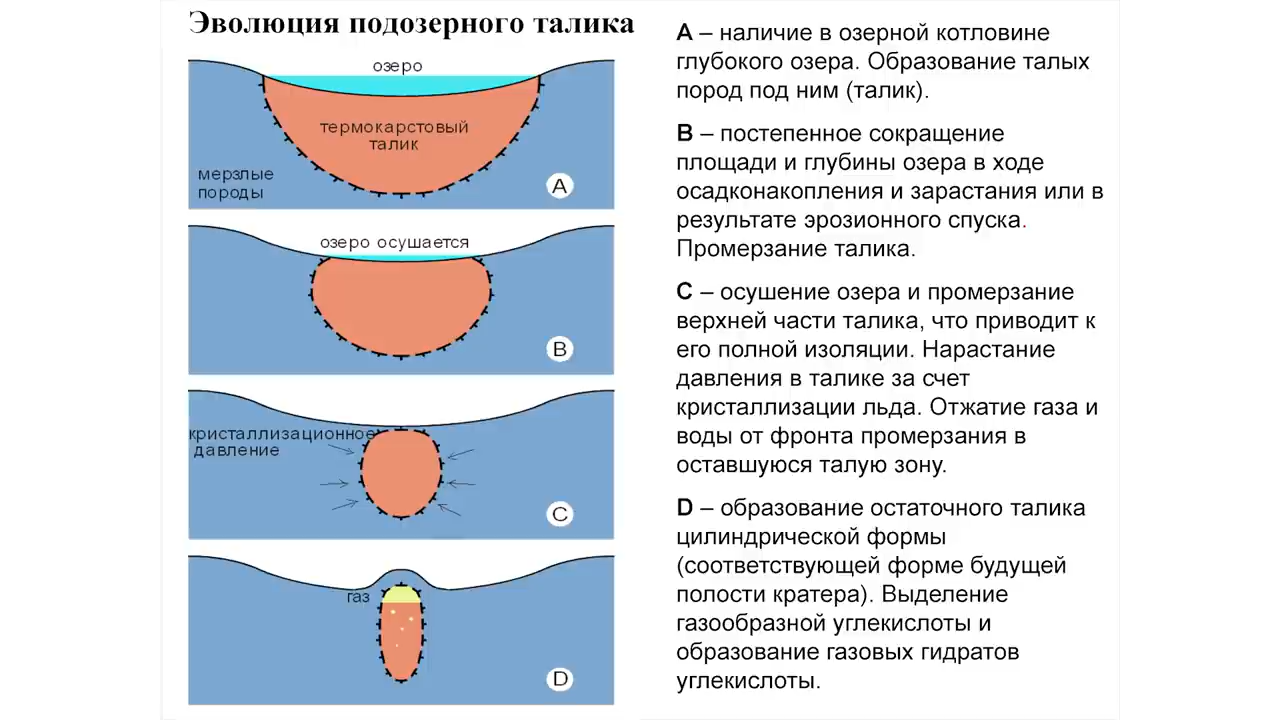 Эволюция подозерного талика
озеро
термокарстовый
талик
мерзлые
породы
A
озеро осушается
B
кристаллизационное
давление
C
газ
D
A – наличие в озерной котловине
глубокого озера. Образование талых
пород под ним (талик).
B – постепенное сокращение
площади и глубины озера в ходе
осадконакопления и зарастания или в
результате эрозионного спуска.
Промерзание талика.
C – осушение озера и промерзание
верхней части талика, что приводит к
его полной изоляции. Нарастание
давления в талике за счет
кристаллизации льда. Отжатие газа и
воды от фронта промерзания в
оставшуюся талую зону.
D – образование остаточного талика
цилиндрической формы
(соответствующей форме будущей
полости кратера). Выделение
газообразной углекислоты и
образование газовых гидратов
углекислоты.